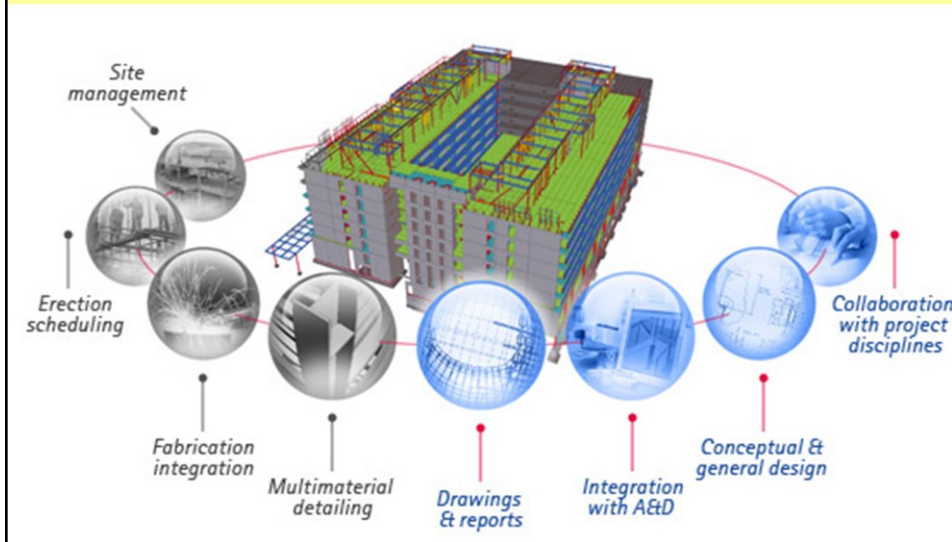 Site
management
Erection
scheduling
Fabrication
integration
Multimaterial
detailing
Drawings
& reports
Integration
with A&D
Conceptual &
general design
Collaboration
with project
disciplines